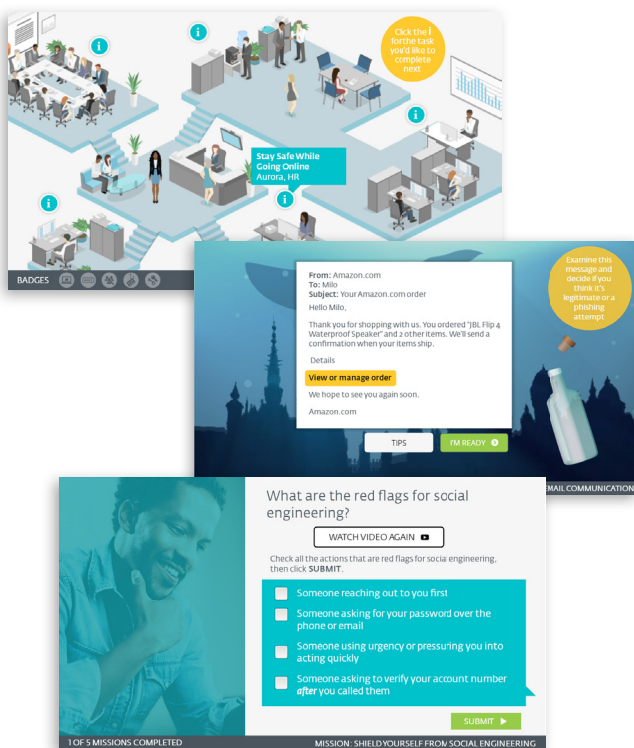 Click the i
for the task
you'd like to
complete
next
Stay Safe While
Going Online
Aurora, HR
BADGES
Examine this
message and
decide if you
think it's
legitimate or a
phishing
attempt
From: Amazon.com
To: Milo
Subject: Your Amazon.com order
Hello Milo,
Thank you for shopping with us. You ordered "JBL Flip 4
Waterproof Speaker" and 2 other items. We'll send a
confirmation when your items ship.
Details
View or manage order
We hope to see you again soon.
Amazon.com
TIPS
I'M READY
EMAIL COMMUNICATION
What are the red flags for social
engineering?
WATCH VIDEO AGAIN
Check all the actions that are red flags for social engineering,
then click SUBMIT.
Someone reaching out to you first
Someone asking for your password over the
phone or email
Someone using urgency or pressuring you into
acting quickly
Someone asking to verify your account number
after you called them
SUBMIT
1 OF 5 MISSIONS COMPLETED
MISSION: SHIELD YOURSELF FROM SOCIAL ENGINEERING